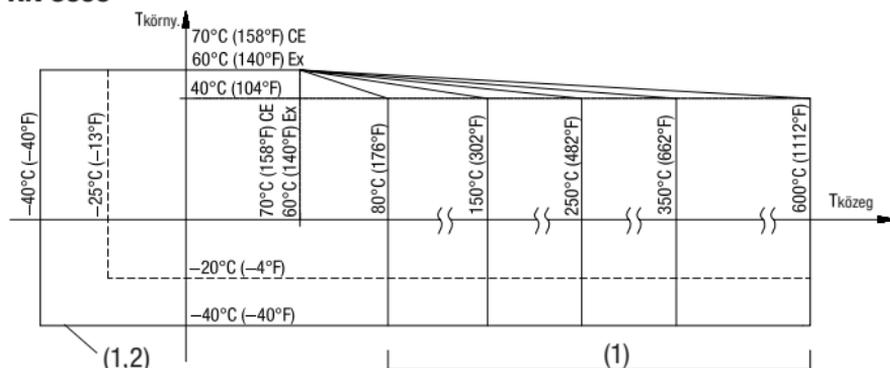 Tkörny.
70°C (158°F) CE
60°C (140°F) Ex
40°C (104°F)
−40°C (−40°F)
−25°C (−13°F)
70°C (158°F) CE
60°C (140°F) Ex
80°C (176°F)
150°C (302°F)
250°C (482°F)
350°C (662°F)
600°C (1112°F)
Tközeg
−20°C (−4°F)
−40°C (−40°F)
(1,2)
(1)